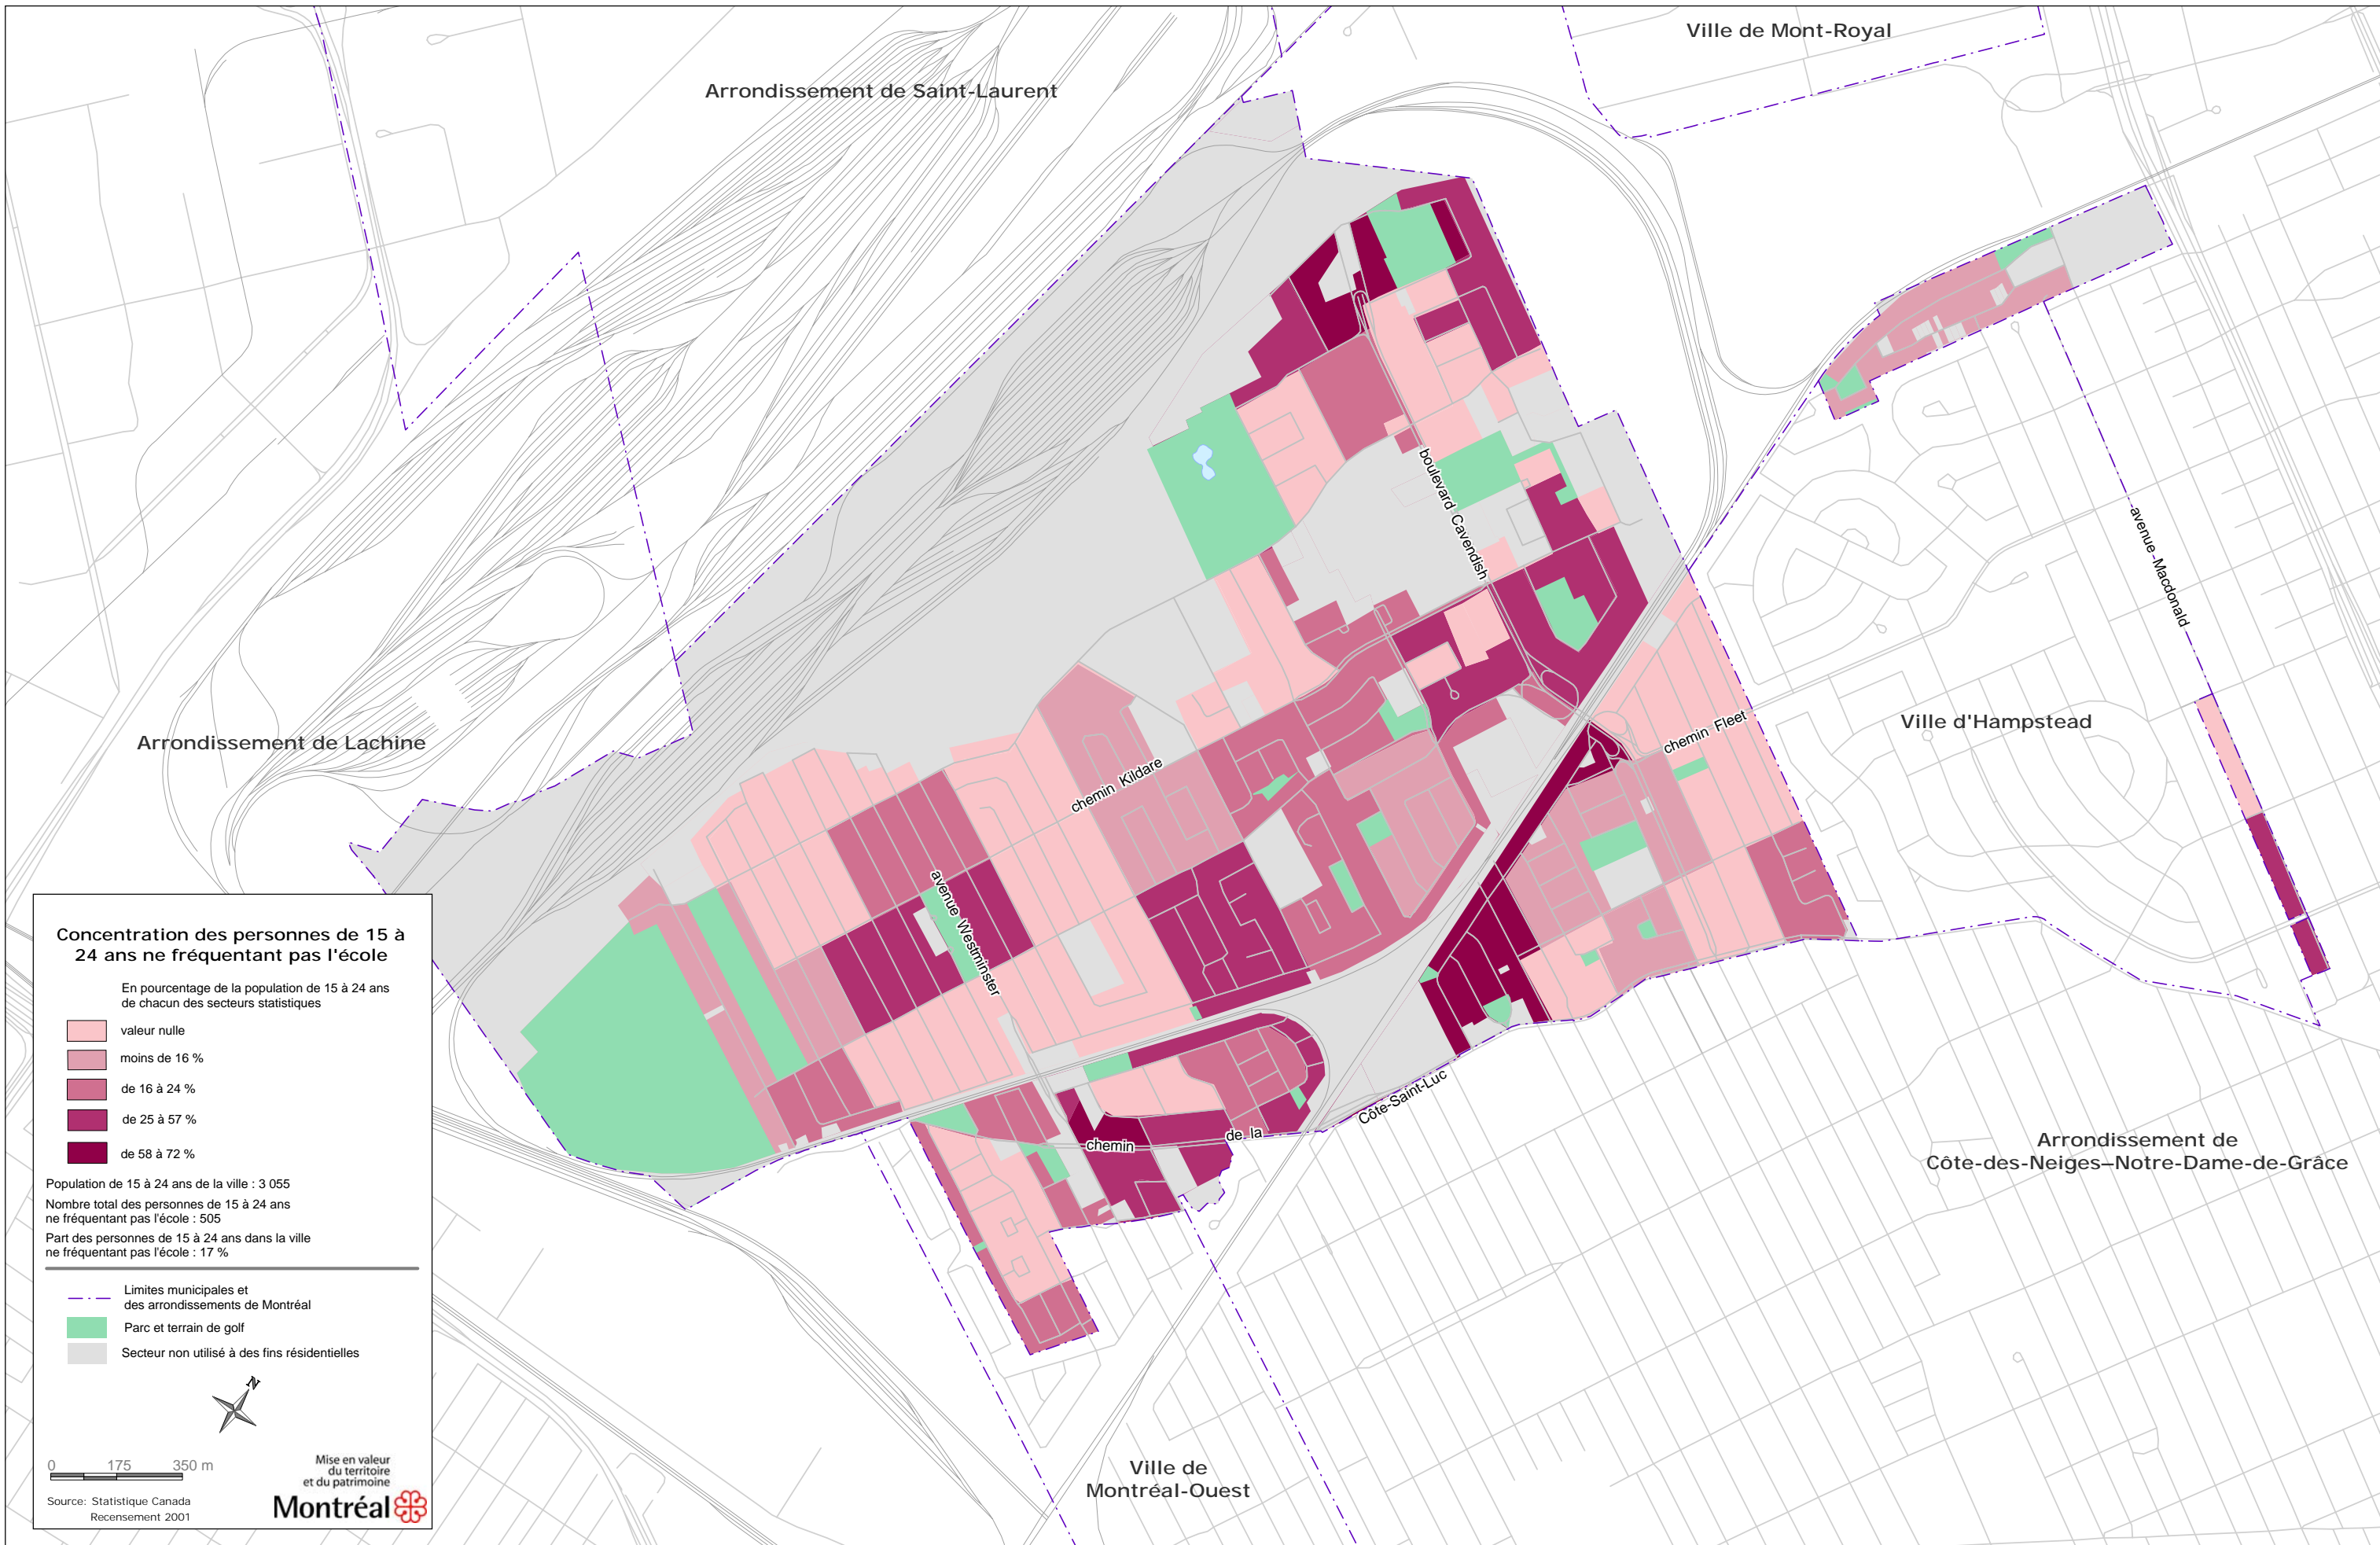 Ville de Mont-Royal
Arrondissement de Saint-Laurent
boulevard Cavendish
avenue Macdonald
Arrondissement de Lachine
Ville d'Hampstead
chemin Fleet
chemin Kildare
avenue Westminster
chemin de la Côte-Saint-Luc
Arrondissement de
Côte-des-Neiges–Notre-Dame-de-Grâce
Ville de
Montréal-Ouest
Concentration des personnes de 15 à
24 ans ne fréquentant pas l'école
En pourcentage de la population de 15 à 24 ans
de chacun des secteurs statistiques
valeur nulle
moins de 16 %
de 16 à 24 %
de 25 à 57 %
de 58 à 72 %
Population de 15 à 24 ans de la ville : 3 055
Nombre total des personnes de 15 à 24 ans
ne fréquentant pas l'école : 505
Part des personnes de 15 à 24 ans dans la ville
ne fréquentant pas l'école : 17 %
Limites municipales et
des arrondissements de Montréal
Parc et terrain de golf
Secteur non utilisé à des fins résidentielles
N
0 175 350 m
Source: Statistique Canada
Recensement 2001
Mise en valeur
du territoire
et du patrimoine
Montréal